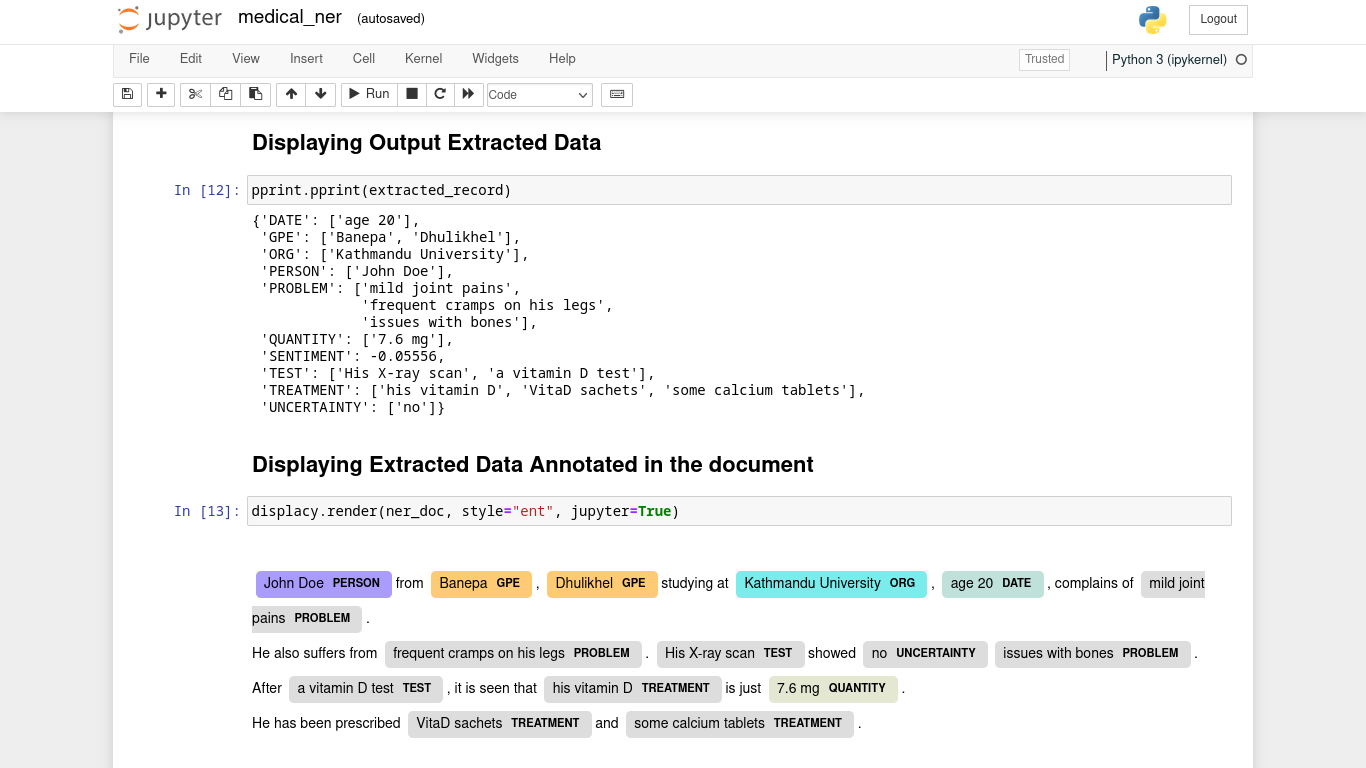 jupyter medical_ner (autosaved) Logout
File Edit View Insert Cell Kernel Widgets Help Trusted Python 3 (ipykernel)
Run Code
Displaying Output Extracted Data
In [12]: pprint.pprint(extracted_record)
{'DATE': ['age 20'],
'GPE': ['Banepa', 'Dhulikhel'],
'ORG': ['Kathmandu University'],
'PERSON': ['John Doe'],
'PROBLEM': ['mild joint pains',
'frequent cramps on his legs',
'issues with bones'],
'QUANTITY': ['7.6 mg'],
'SENTIMENT': -0.05556,
'TEST': ['His X-ray scan', 'a vitamin D test'],
'TREATMENT': ['his vitamin D', 'VitaD sachets', 'some calcium tablets'],
'UNCERTAINTY': ['no']}
Displaying Extracted Data Annotated in the document
In [13]: displacy.render(ner_doc, style="ent", jupyter=True)
John Doe PERSON from Banepa GPE , Dhulikhel GPE studying at Kathmandu University ORG , age 20 DATE , complains of mild joint
pains PROBLEM .
He also suffers from frequent cramps on his legs PROBLEM . His X-ray scan TEST showed no UNCERTAINTY issues with bones PROBLEM .
After a vitamin D test TEST , it is seen that his vitamin D TREATMENT is just 7.6 mg QUANTITY .
He has been prescribed VitaD sachets TREATMENT and some calcium tablets TREATMENT .